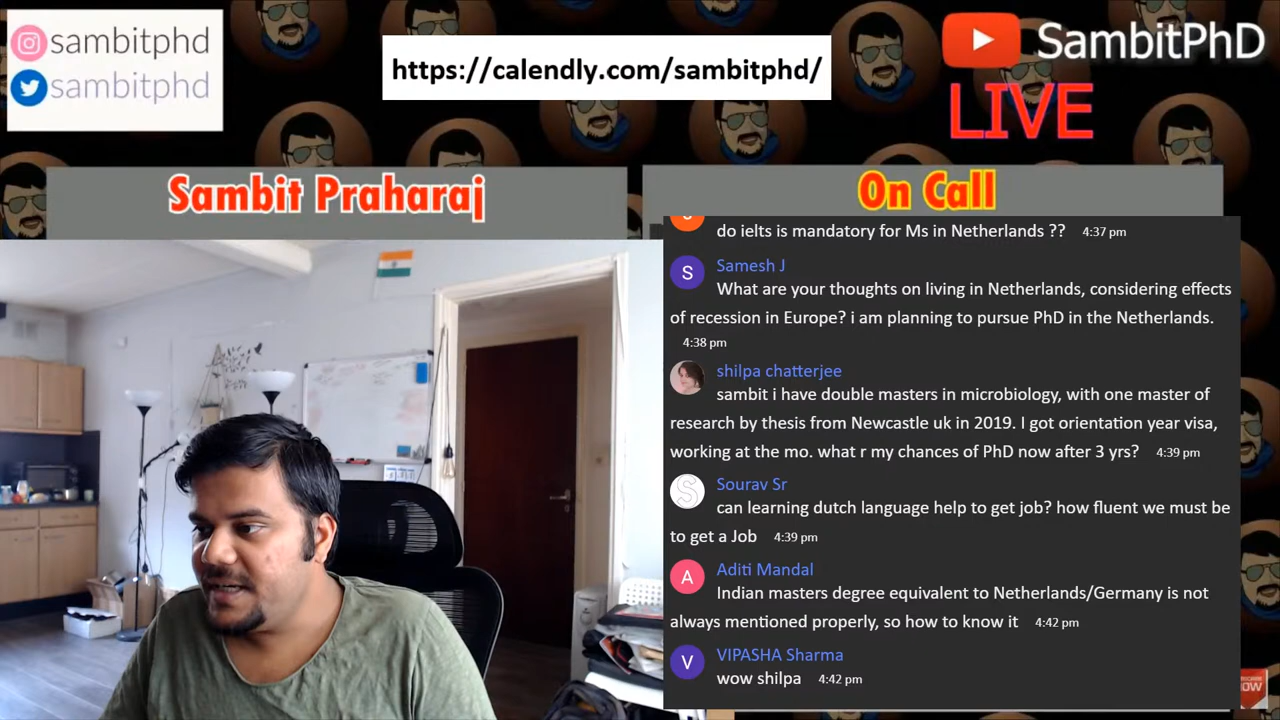 sambitphd
sambitphd
https://calendly.com/sambitphd/
SambitPhD
LIVE
Sambit Praharaj
On Call
do ielts is mandatory for Ms in Netherlands ?? 4:37 pm
S
Samesh J
What are your thoughts on living in Netherlands, considering effects
of recession in Europe? i am planning to pursue PhD in the Netherlands.
4:38 pm
shilpa chatterjee
sambit i have double masters in microbiology, with one master of
research by thesis from Newcastle uk in 2019. I got orientation year visa,
working at the mo. what r my chances of PhD now after 3 yrs? 4:39 pm
S
Sourav Sr
can learning dutch language help to get job? how fluent we must be
to get a Job 4:39 pm
A
Aditi Mandal
Indian masters degree equivalent to Netherlands/Germany is not
always mentioned properly, so how to know it 4:42 pm
V
VIPASHA Sharma
wow shilpa 4:42 pm